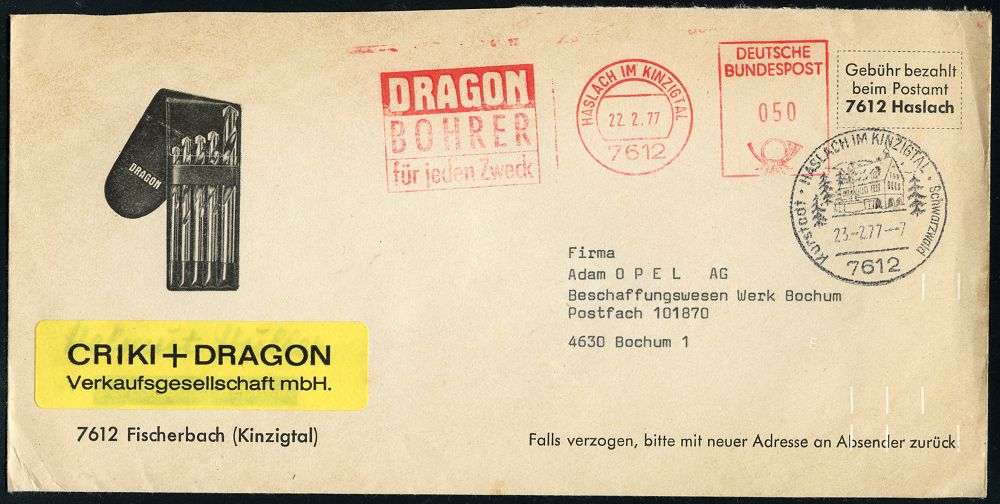 DRAGON
BOHRER
für jeden Zweck
HASLACH IM KINZIGTAL
22. 2. 77
7612
DEUTSCHE
BUNDESPOST
050
Gebühr bezahlt
beim Postamt
7612 Haslach
HASLACH IM KINZIGTAL · Schwarzwald
Kurstadt ·
23.-2.77--7
7612
DRAGON
Firma
Adam O P E L AG
Beschaffungswesen Werk Bochum
Postfach 101870
4630 Bochum 1
CRIKI+DRAGON
Verkaufsgesellschaft mbH.
7612 Fischerbach (Kinzigtal)
Falls verzogen, bitte mit neuer Adresse an Absender zurück